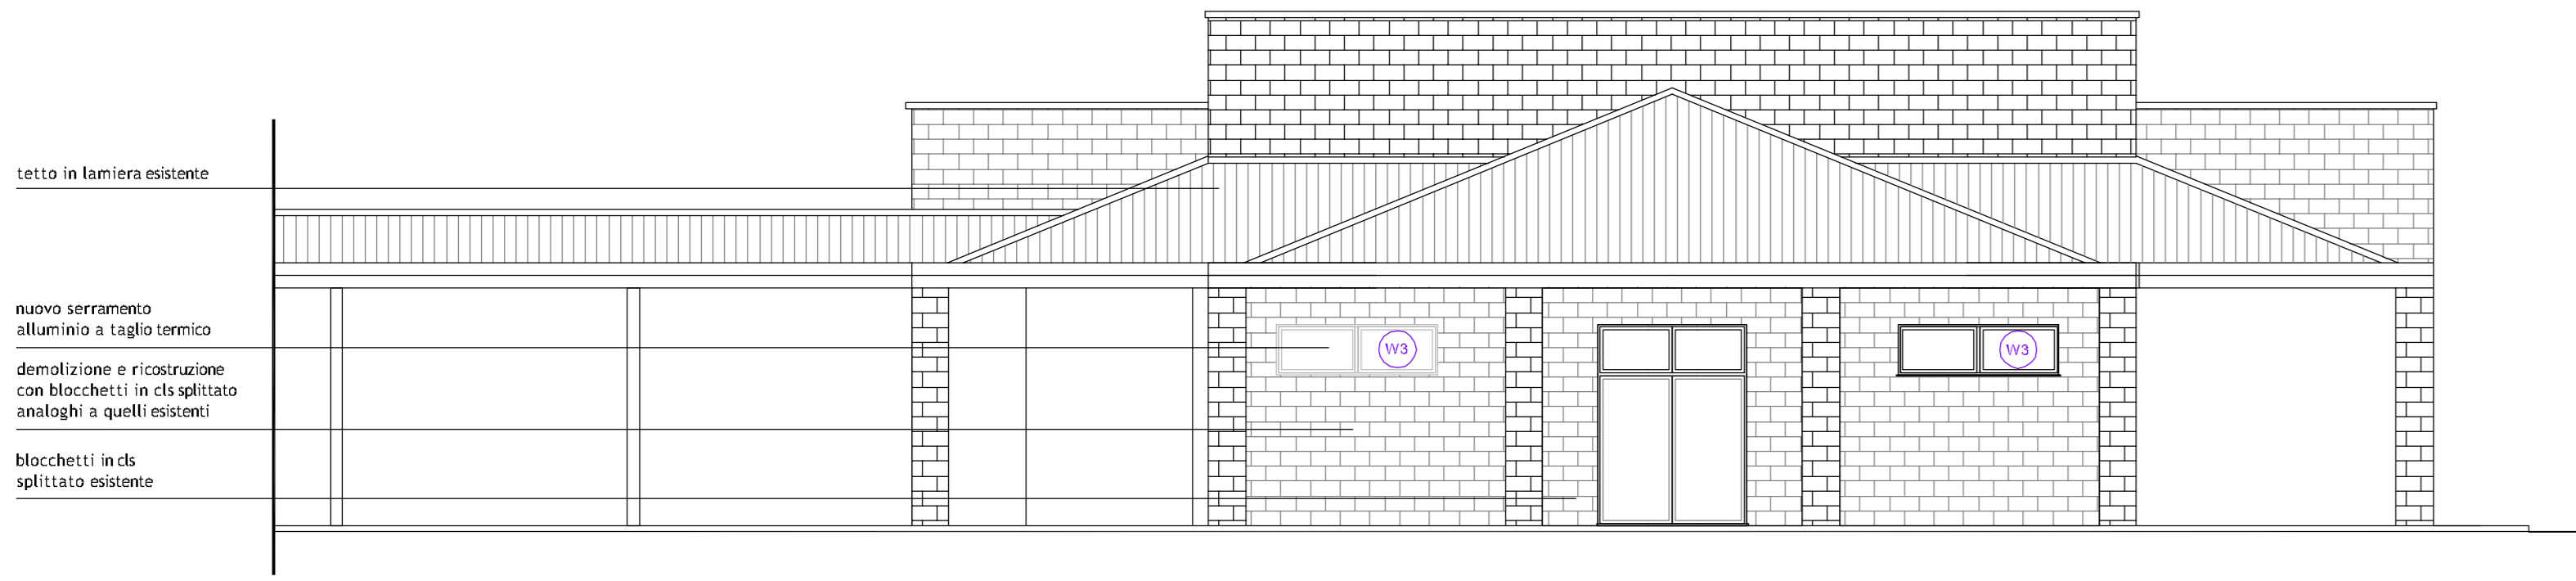 tetto in lamiera esistente
nuovo serramento
alluminio a taglio termico
demolizione e ricostruzione
con blocchetti in cls splittato
analoghi a quelli esistenti
blocchetti in cls
splittato esistente
W3
W3